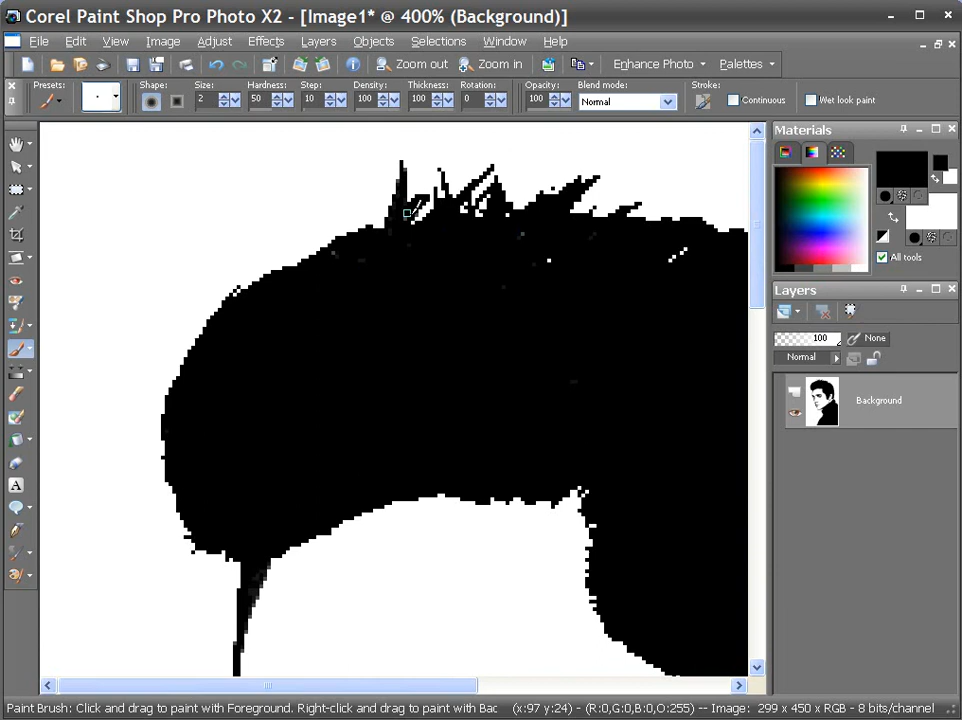 Corel Paint Shop Pro Photo X2 - [Image1* @ 400% (Background)]
File Edit View Image Adjust Effects Layers Objects Selections Window Help
Zoom out Zoom in Enhance Photo Palettes
Presets: Shape: Size: Hardness: Step: Density: Thickness: Rotation: Opacity: Blend mode: Stroke:
2 50 10 100 100 0 100 Normal Continuous Wet look paint
Materials
All tools
Layers
100 None
Normal
Background
A
Paint Brush: Click and drag to paint with Foreground. Right-click and drag to paint with Bac (x:97 y:24) - (R:0,G:0,B:0,O:255) -- Image: 299 x 450 x RGB - 8 bits/channel